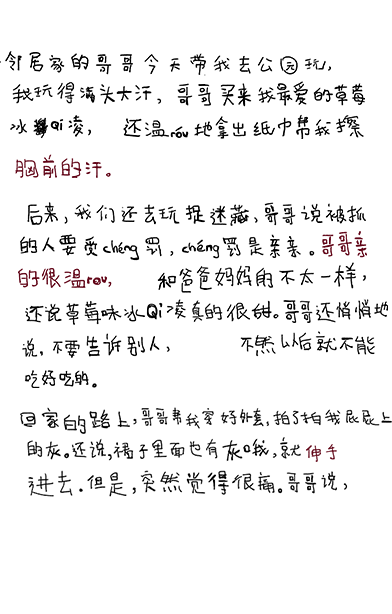 邻居家的哥哥今天带我去公园玩，
我玩得满头大汗，哥哥买来我最爱的草莓
冰Qi凌，还温róu地拿出纸巾帮我擦
胸前的汗。
后来，我们还去玩捉迷藏，哥哥说被抓
的人要受chéng罚，chéng罚是亲亲。哥哥亲
的很温rou，和爸爸妈妈的不太一样，
还说草莓味冰Qi凌真的很甜。哥哥还悄悄地
说，不要告诉别人，不然以后就不能
吃好吃的。
回家的路上，哥哥帮我穿好外套，拍了拍我屁屁上
的灰。还说，裙子里面也有灰哦，就伸手
进去。但是，突然觉得很痛。哥哥说，